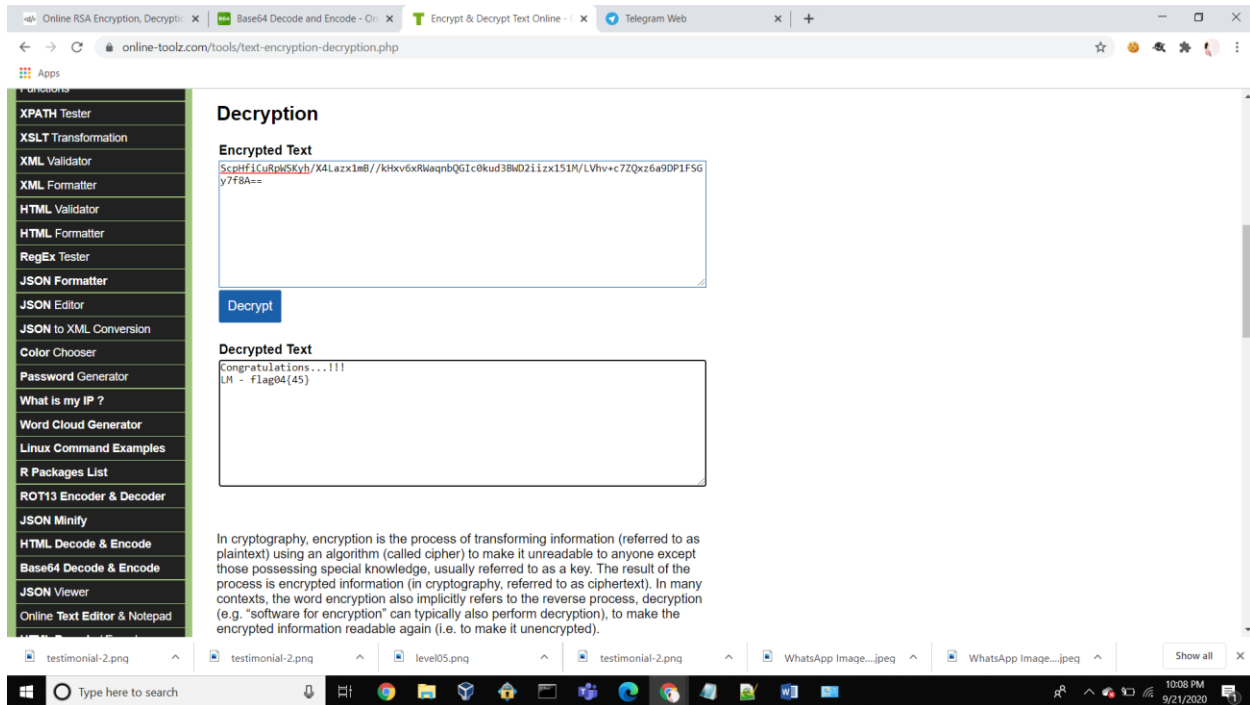 Online RSA Encryption, Decryptic
Base64 Decode and Encode - On
Encrypt & Decrypt Text Online -
Telegram Web
online-toolz.com/tools/text-encryption-decryption.php
Apps
Functions
XPATH Tester
XSLT Transformation
XML Validator
XML Formatter
HTML Validator
HTML Formatter
RegEx Tester
JSON Formatter
JSON Editor
JSON to XML Conversion
Color Chooser
Password Generator
What is my IP ?
Word Cloud Generator
Linux Command Examples
R Packages List
ROT13 Encoder & Decoder
JSON Minify
HTML Decode & Encode
Base64 Decode & Encode
JSON Viewer
Online Text Editor & Notepad
Decryption
Encrypted Text
ScpHfiCuRpWSKyh/X4Lazx1mB//kHxv6xRWaqnbQGIc0kud3BWD2iizx151M/LVhv+c7ZQxz6a9DP1FSG
y7f8A==
Decrypt
Decrypted Text
Congratulations...!!!
LM - flag04{45}
In cryptography, encryption is the process of transforming information (referred to as
plaintext) using an algorithm (called cipher) to make it unreadable to anyone except
those possessing special knowledge, usually referred to as a key. The result of the
process is encrypted information (in cryptography, referred to as ciphertext). In many
contexts, the word encryption also implicitly refers to the reverse process, decryption
(e.g. “software for encryption” can typically also perform decryption), to make the
encrypted information readable again (i.e. to make it unencrypted).
testimonial-2.png
testimonial-2.png
level05.png
testimonial-2.png
WhatsApp Image....jpeg
WhatsApp Image....jpeg
Show all
Type here to search
10:08 PM
9/21/2020